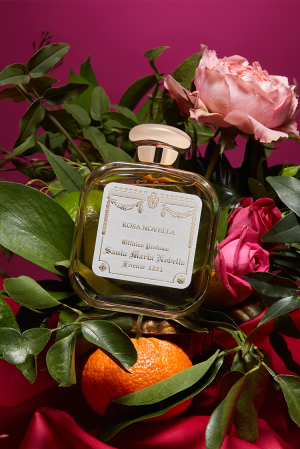 ROSA NOVELLA
Officina Profumo
Santa Maria Novella
Firenze 1221